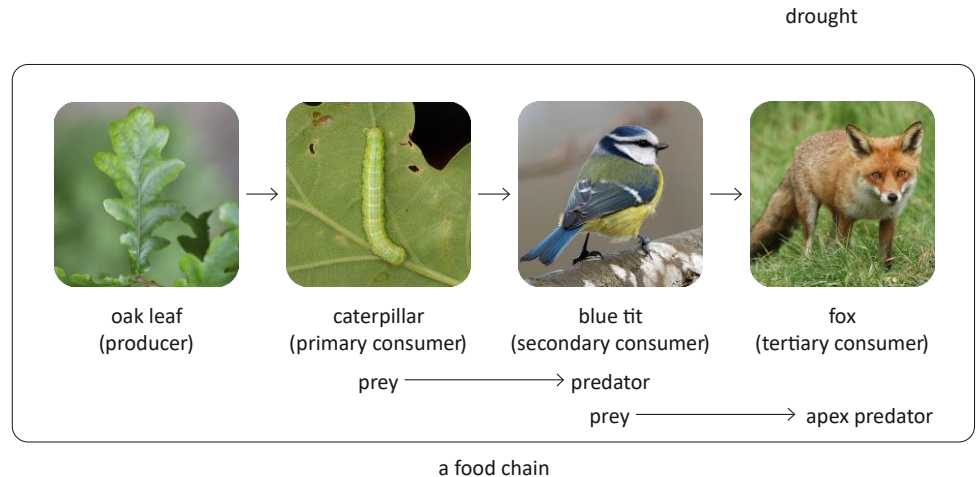 drought
oak leaf
(producer)
caterpillar
(primary consumer)
blue tit
(secondary consumer)
fox
(tertiary consumer)
prey predator
prey apex predator
a food chain